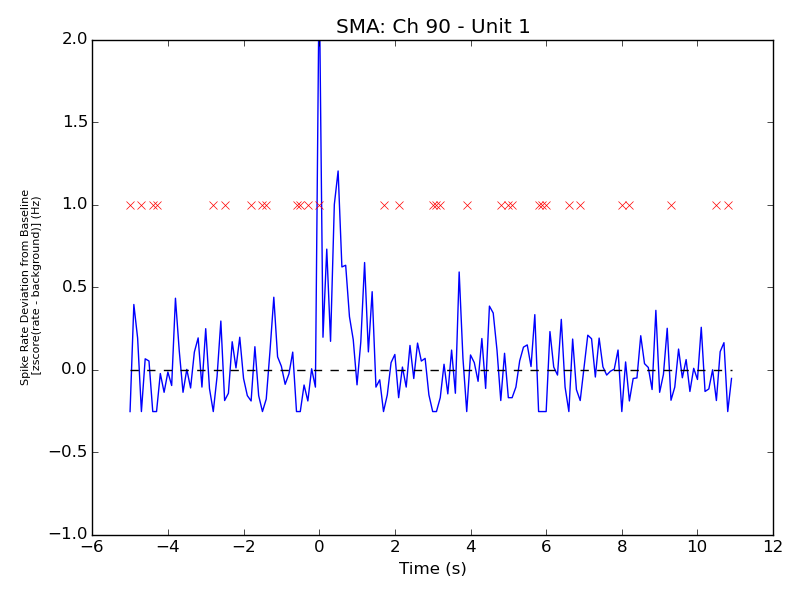 SMA: Ch 90 - Unit 1
2.0
1.5
1.0
0.5
0.0
−0.5
−1.0
Spike Rate Deviation from Baseline
[zscore(rate - background)] (Hz)
−6 −4 −2 0 2 4 6 8 10 12
Time (s)